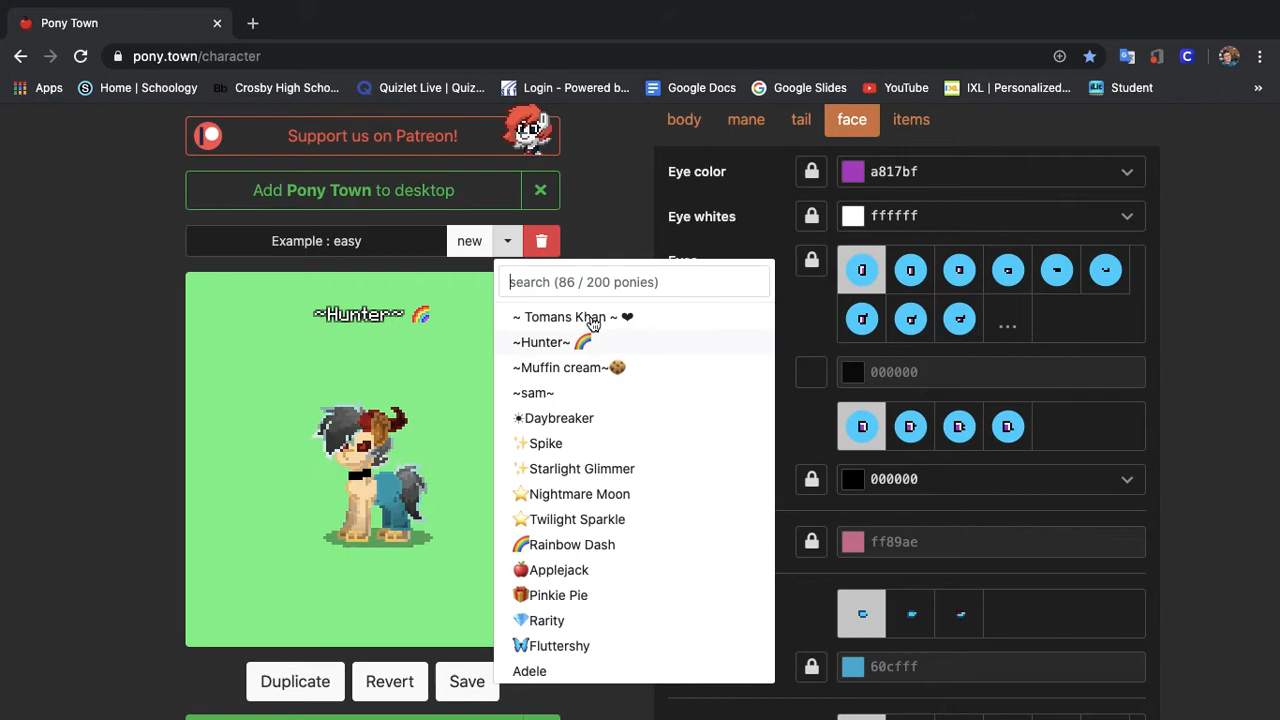 Pony Town
pony.town/character
Apps
Home | Schoology
Crosby High School...
Quizlet Live | Quiz...
Login - Powered b...
Google Docs
Google Slides
YouTube
IXL | Personalized...
Student
»
Support us on Patreon!
Add Pony Town to desktop
Example : easy
new
~Hunter~ 🌈
search (86 / 200 ponies)
~ Tomans Khan ~ ❤
~Hunter~ 🌈
~Muffin cream~🍪
~sam~
☀Daybreaker
✨Spike
✨Starlight Glimmer
⭐Nightmare Moon
⭐Twilight Sparkle
🌈Rainbow Dash
🍎Applejack
🎁Pinkie Pie
💎Rarity
🦋Fluttershy
Adele
Duplicate
Revert
Save
body
mane
tail
face
items
Eye color
a817bf
Eye whites
ffffff
...
000000
000000
ff89ae
60cfff